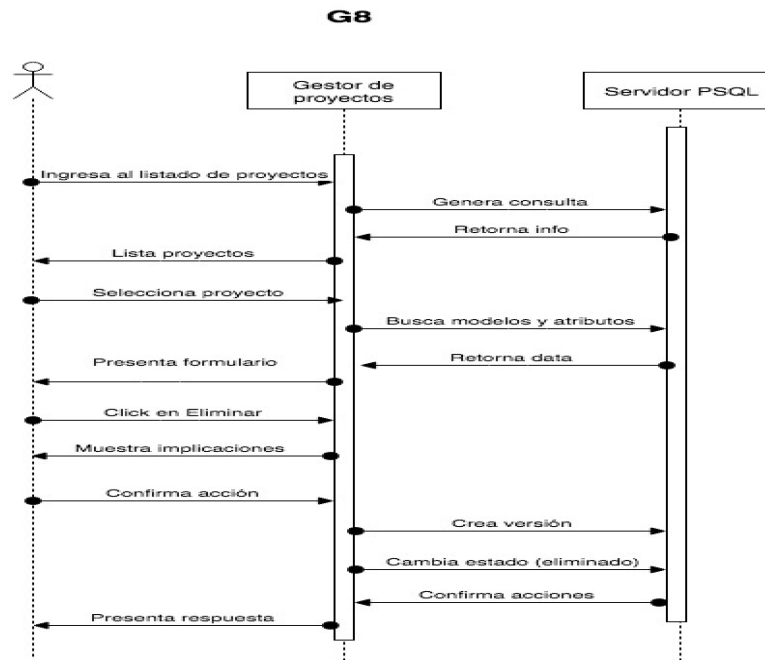 G8
Gestor de
proyectos
Servidor PSQL
Ingresa al listado de proyectos
Genera consulta
Retorna info
Lista proyectos
Selecciona proyecto
Busca modelos y atributos
Retorna data
Presenta formulario
Click en Eliminar
Muestra implicaciones
Confirma acción
Crea versión
Cambia estado (eliminado)
Confirma acciones
Presenta respuesta